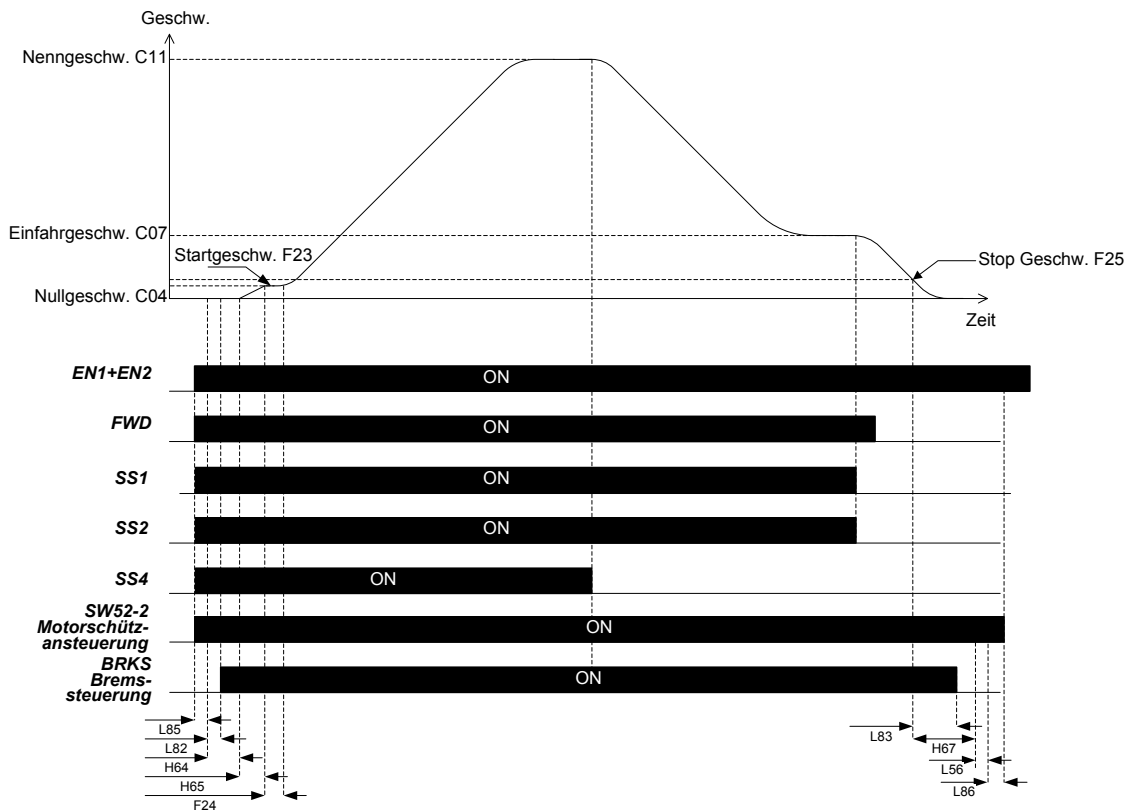 Geschw.
Nenngeschw. C11
Einfahrgeschw. C07
Startgeschw. F23
Stop Geschw. F25
Nullgeschw. C04
Zeit
EN1+EN2
ON
FWD
ON
SS1
ON
SS2
ON
SS4
ON
SW52-2
Motorschütz-
ansteuerung
ON
BRKS
Brems-
steuerung
ON
L85
L82
H64
H65
F24
L83
H67
L56
L86